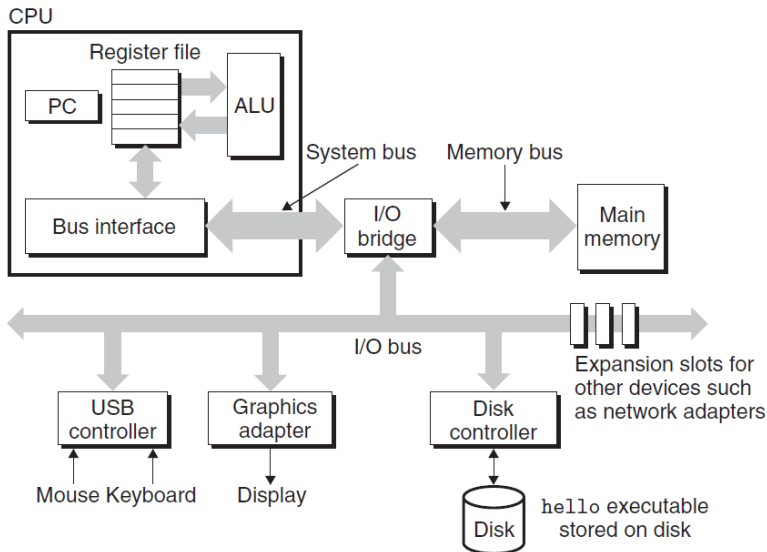 CPU
Register file
PC
ALU
System bus
Memory bus
Bus interface
I/O
bridge
Main
memory
I/O bus
Expansion slots for
other devices such
as network adapters
USB
controller
Graphics
adapter
Disk
controller
Mouse Keyboard
Display
Disk
hello executable
stored on disk